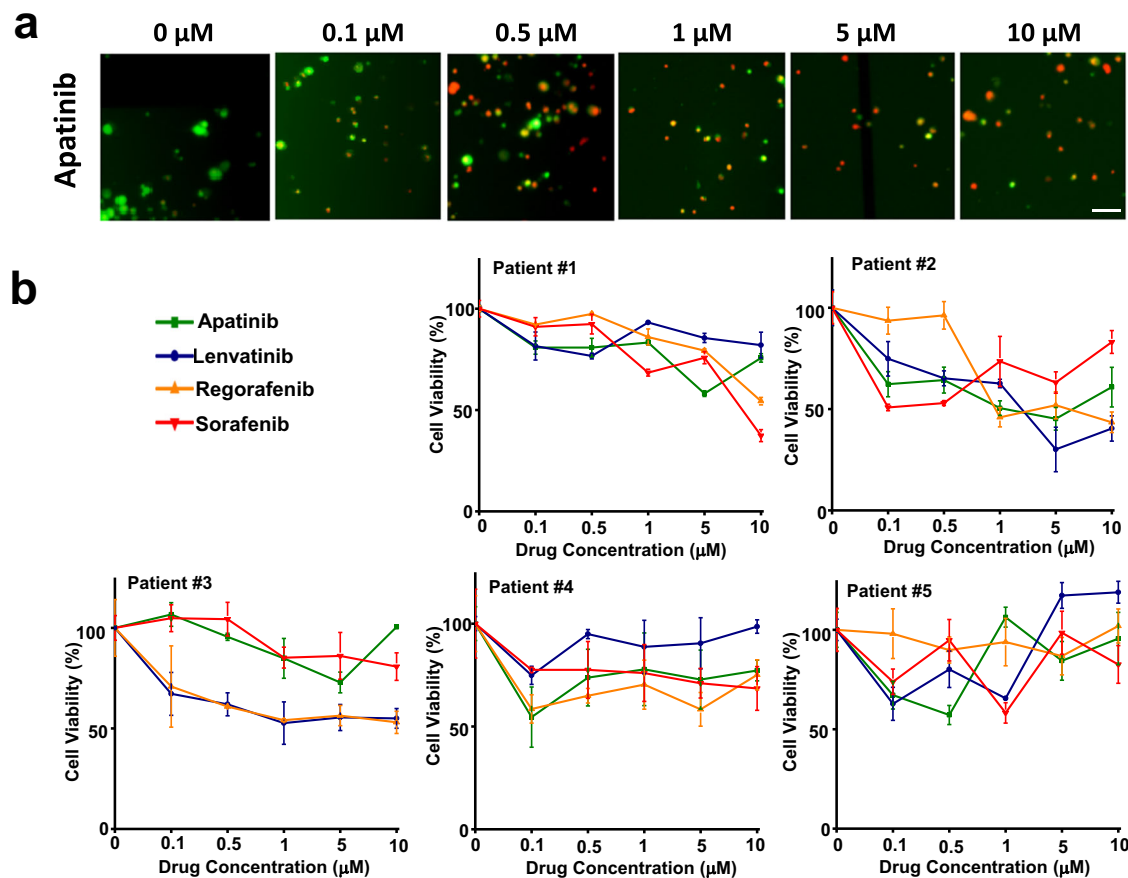 a
0 µM 0.1 µM 0.5 µM 1 µM 5 µM 10 µM
Apatinib
b
Apatinib
Lenvatinib
Regorafenib
Sorafenib
Patient #1
Cell Viability (%)
100
50
0
0 0.1 0.5 1 5 10
Drug Concentration (µM)
Patient #2
Cell Viability (%)
100
50
0
0 0.1 0.5 1 5 10
Drug Concentration (µM)
Patient #3
Cell Viability (%)
100
50
0
0 0.1 0.5 1 5 10
Drug Concentration (µM)
Patient #4
Cell Viability (%)
100
50
0
0 0.1 0.5 1 5 10
Drug Concentration (µM)
Patient #5
Cell Viability (%)
100
50
0
0 0.1 0.5 1 5 10
Drug Concentration (µM)